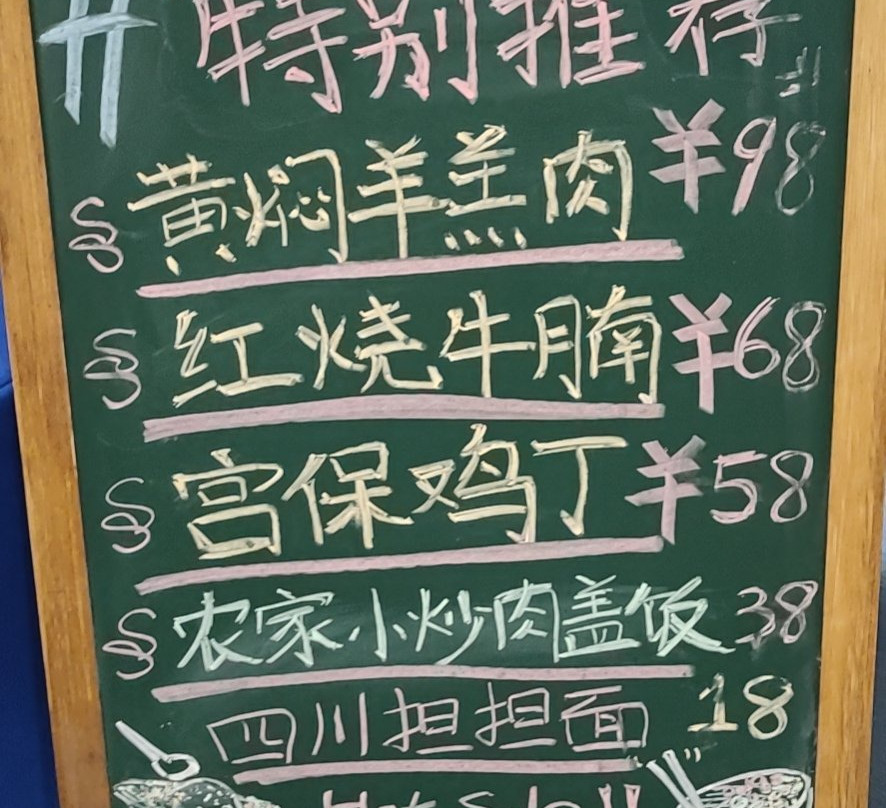 # 特别推荐
黄焖羊羔肉 ¥98
红烧牛腩 ¥68
宫保鸡丁 ¥58
农家小炒肉盖饭 38
四川担担面 18